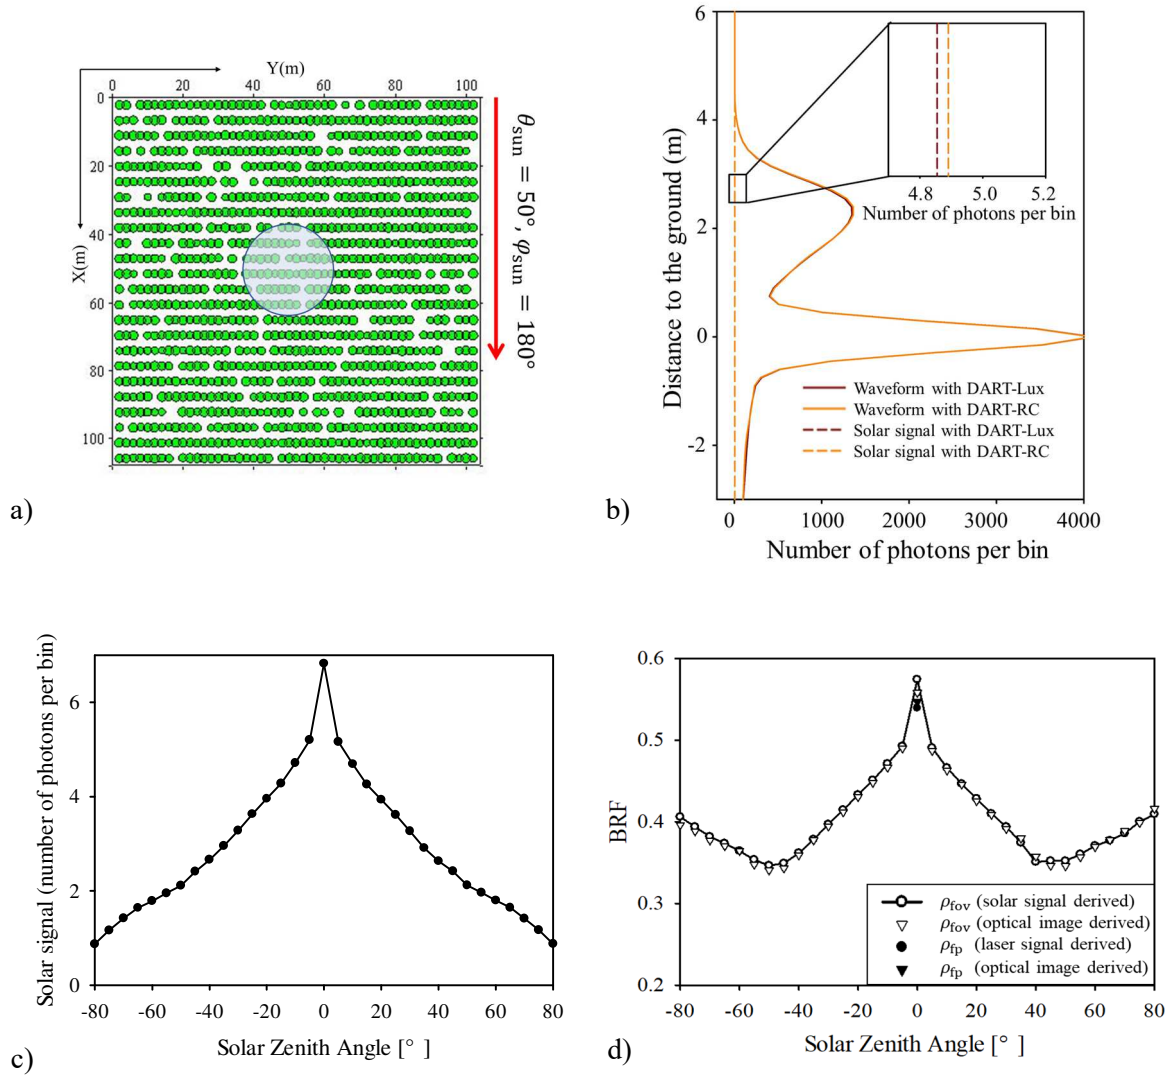 Y(m)
0 20 40 60 80 100
0
20
40
60
80
100
X(m)
θsun = 50°, φsun = 180°
a)
6
4
2
0
-2
Distance to the ground (m)
4.8 5.0 5.2
Number of photons per bin
Waveform with DART-Lux
Waveform with DART-RC
Solar signal with DART-Lux
Solar signal with DART-RC
0 1000 2000 3000 4000
Number of photons per bin
b)
Solar signal (number of photons per bin)
6
4
2
0
-80 -60 -40 -20 0 20 40 60 80
Solar Zenith Angle [° ]
c)
BRF
0.6
0.5
0.4
0.3
0.2
ρfov (solar signal derived)
ρfov (optical image derived)
ρfp (laser signal derived)
ρfp (optical image derived)
-80 -60 -40 -20 0 20 40 60 80
Solar Zenith Angle [° ]
d)